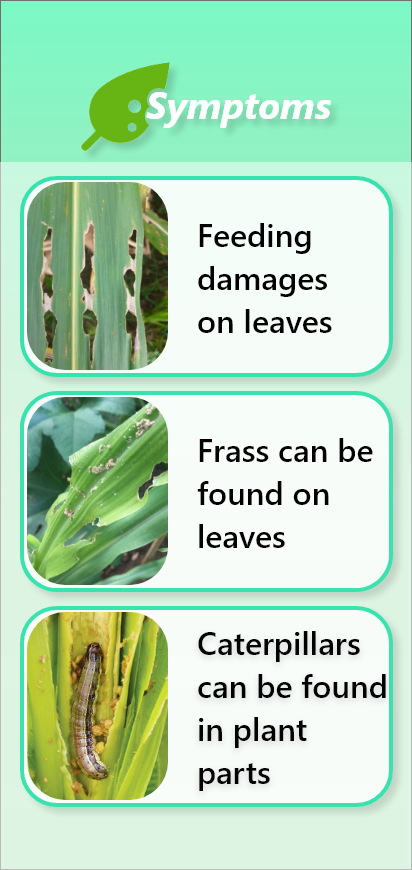 Symptoms
Feeding
damages
on leaves
Frass can be
found on
leaves
Caterpillars
can be found
in plant
parts